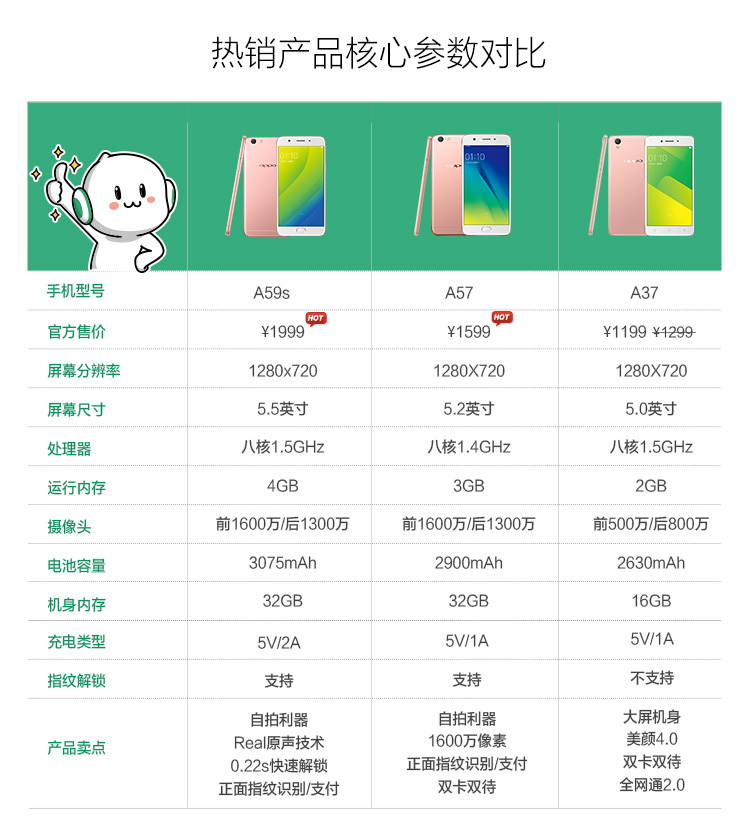 热销产品核心参数对比
oppo
01:10
oppo
01:10
oppo
01:10
手机型号 A59s A57 A37
官方售价 ¥1999 HOT ¥1599 HOT ¥1199 ¥1299
屏幕分辨率 1280x720 1280X720 1280X720
屏幕尺寸 5.5英寸 5.2英寸 5.0英寸
处理器 八核1.5GHz 八核1.4GHz 八核1.5GHz
运行内存 4GB 3GB 2GB
摄像头 前1600万/后1300万 前1600万/后1300万 前500万/后800万
电池容量 3075mAh 2900mAh 2630mAh
机身内存 32GB 32GB 16GB
充电类型 5V/2A 5V/1A 5V/1A
指纹解锁 支持 支持 不支持
产品卖点
自拍利器
Real原声技术
0.22s快速解锁
正面指纹识别/支付
自拍利器
1600万像素
正面指纹识别/支付
双卡双待
大屏机身
美颜4.0
双卡双待
全网通2.0